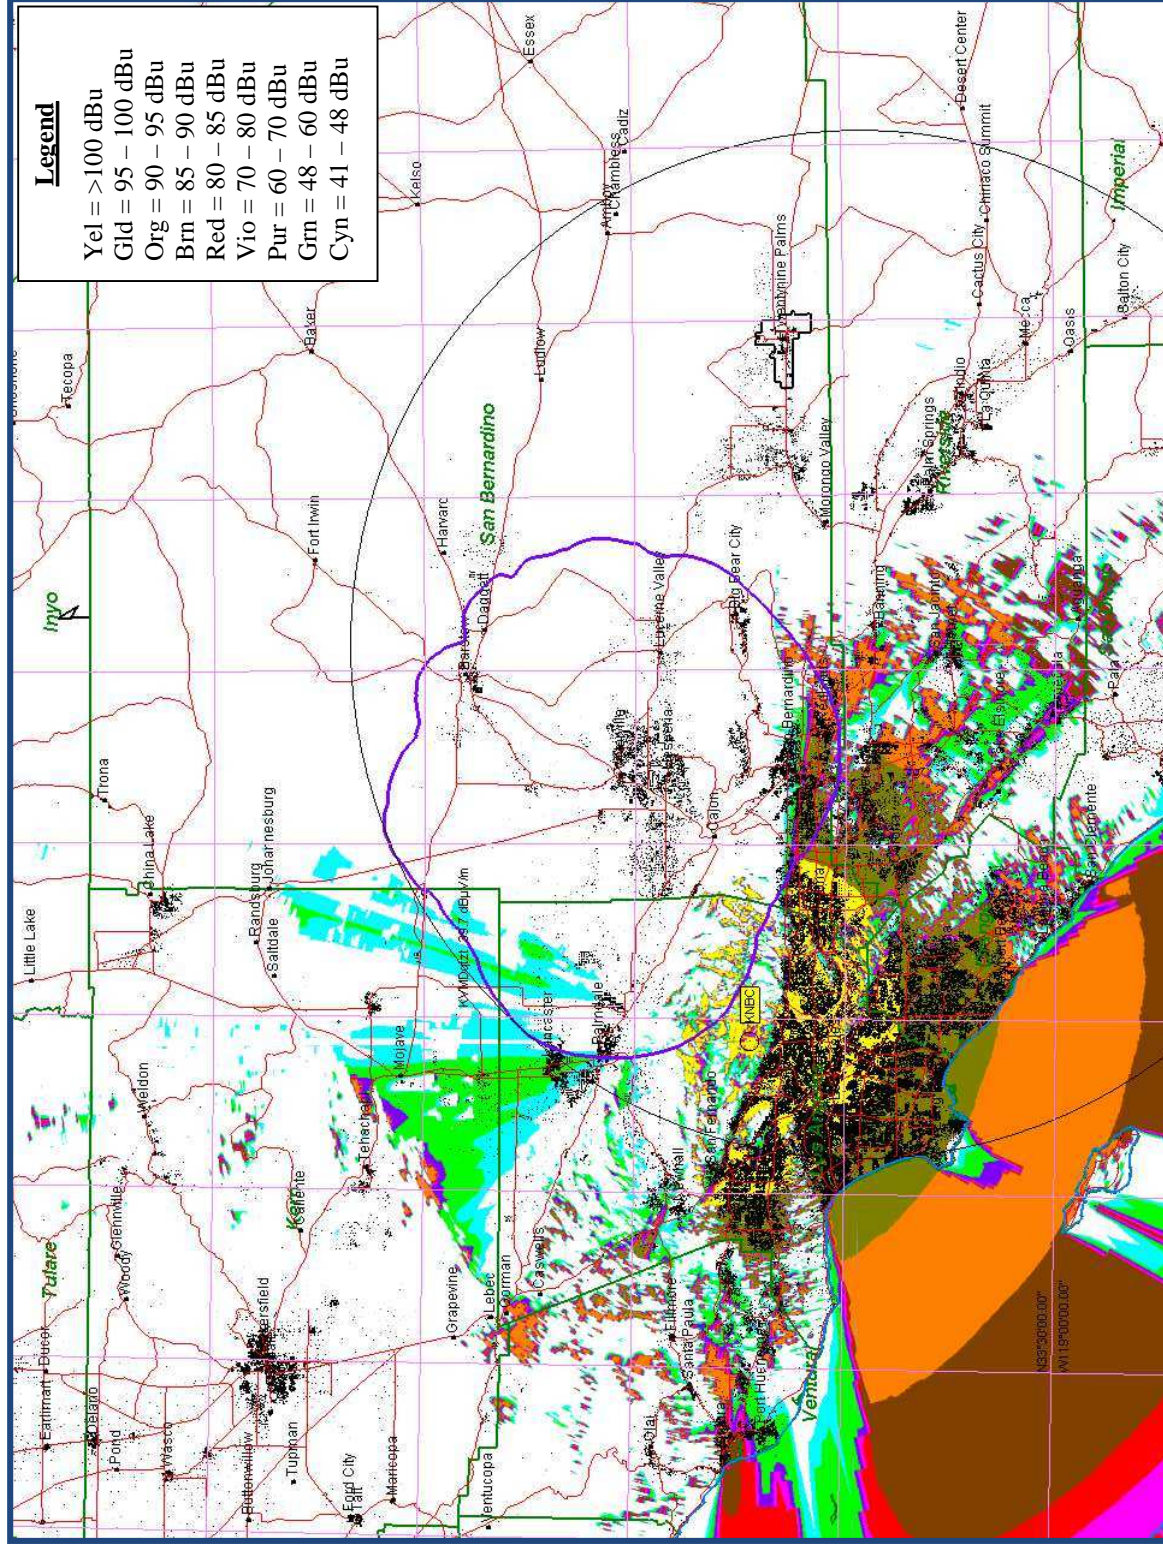 Legend
Yel = >100 dBu
Gld = 95 – 100 dBu
Org = 90 – 95 dBu
Brn = 85 – 90 dBu
Red = 80 – 85 dBu
Vio = 70 – 80 dBu
Pur = 60 – 70 dBu
Grn = 48 – 60 dBu
Cyn = 41 – 48 dBu
Earlimart
Ducor
Tulare
Little Lake
Trona
Inyo
Tecopa
Delano
Pond
Woody
Glennville
Weldon
China Lake
Wasco
Randsburg
Johannesburg
Saltdale
Fort Irwin
Baker
Buttonwillow
Tupman
Kern
Caliente
Ford City
Taft
Maricopa
Tehachapi
Mojave
Harvard
Kelso
Essex
Grapevine
Lebec
Gorman
Caswells
Ventucopa
Lancaster
Palmdale
Barstow
Daggett
San Bernardino
Ludlow
Amboy
Chambless
Cadiz
Ojai
Santa Paula
Fillmore
Newhall
San Fernando
KNBC
Cajon
Hesperia
Lucerne Valley
Big Bear City
Twentynine Palms
Morongo Valley
Ventura
Port Hueneme
Bernardino
Banning
Palm Springs
Riverside
Indio
La Quinta
Cactus City
Chiriaco Summit
Desert Center
Mecca
Oasis
Salton City
Imperial
San Jacinto
Hemet
Elsinore
Temecula
Aguanga
Pala
Laguna Beach
San Clemente
N33°30'00.00"
W119°00'00.00"